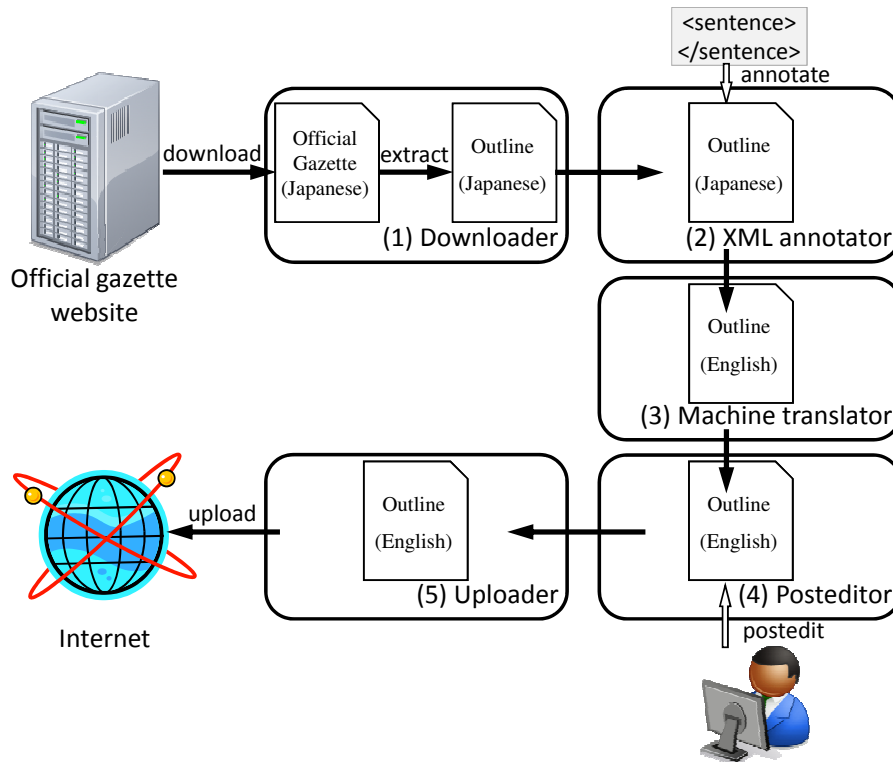 <sentence>
</sentence>
annotate
Official gazette
website
download
Official
Gazette
(Japanese)
extract
Outline
(Japanese)
(1) Downloader
Outline
(Japanese)
(2) XML annotator
Outline
(English)
(3) Machine translator
Outline
(English)
(4) Posteditor
postedit
Outline
(English)
(5) Uploader
upload
Internet